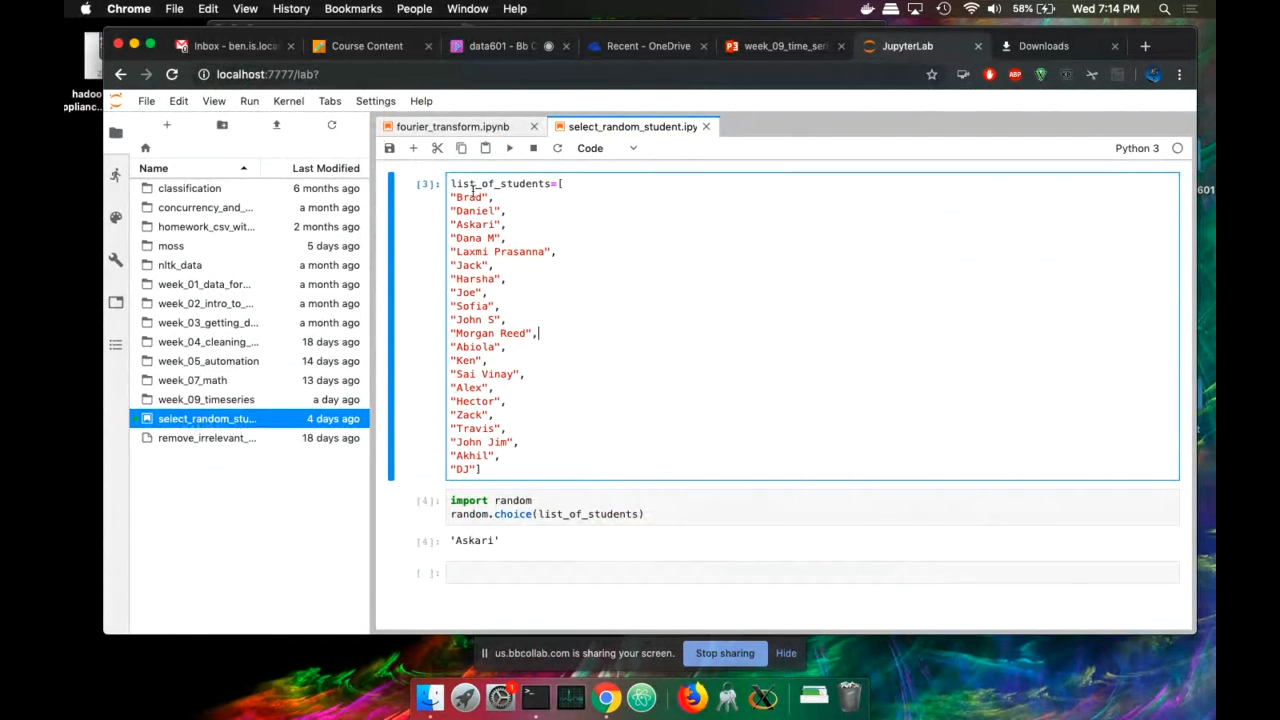 Chrome File Edit View History Bookmarks People Window Help 58% Wed 7:14 PM
Inbox - ben.is.loca
Course Content
data601 - Bb C
Recent - OneDrive
week_09_time_seri
JupyterLab
Downloads
localhost:7777/lab?
ABP
File Edit View Run Kernel Tabs Settings Help
hadoo
applianc...
fourier_transform.ipynb
select_random_student.ipy
Code
Python 3
Name Last Modified
classification 6 months ago
concurrency_and_... a month ago
homework_csv_wit... 2 months ago
moss 5 days ago
nltk_data a month ago
week_01_data_for... a month ago
week_02_intro_to_... a month ago
week_03_getting_d... a month ago
week_04_cleaning_... 18 days ago
week_05_automation 14 days ago
week_07_math 13 days ago
week_09_timeseries a day ago
select_random_stu... 4 days ago
remove_irrelevant_... 18 days ago
[3]: list_of_students=[
"Brad",
"Daniel",
"Askari",
"Dana M",
"Laxmi Prasanna",
"Jack",
"Harsha",
"Joe",
"Sofia",
"John S",
"Morgan Reed",
"Abiola",
"Ken",
"Sai Vinay",
"Alex",
"Hector",
"Zack",
"Travis",
"John Jim",
"Akhil",
"DJ"]
[4]: import random
random.choice(list_of_students)
[4]: 'Askari'
[ ]:
601
us.bbcollab.com is sharing your screen. Stop sharing Hide
1